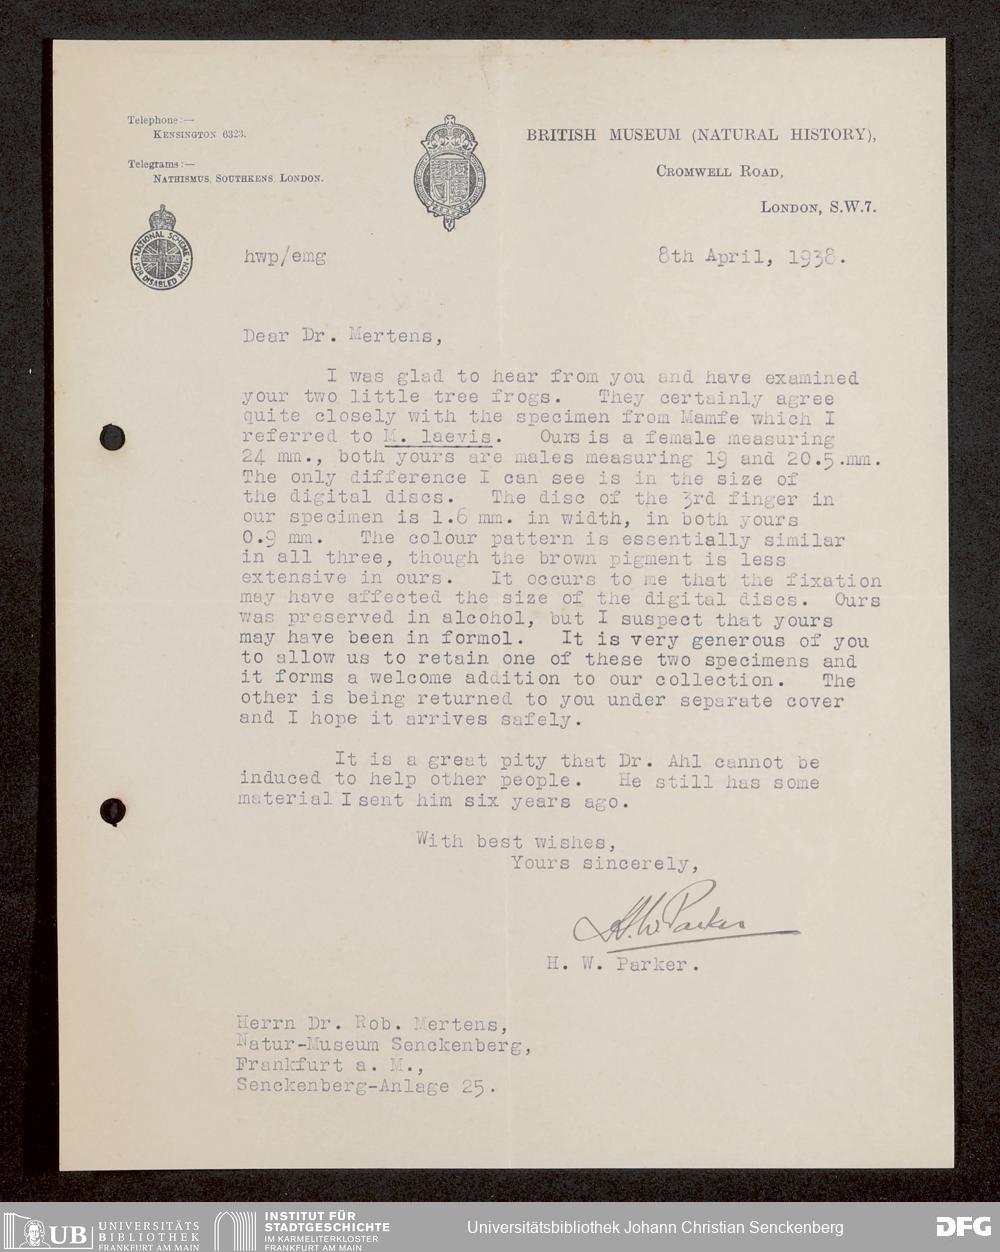 Telephone:—
KENSINGTON 6323.
Telegrams:—
NATHISMUS, SOUTHKENS, LONDON.
BRITISH MUSEUM (NATURAL HISTORY),
CROMWELL ROAD,
LONDON, S.W.7.
NATIONAL SCHEME
FOR DISABLED MEN
hwp/emg
8th April, 1938.
Dear Dr. Mertens,
I was glad to hear from you and have examined
your two little tree frogs. They certainly agree
quite closely with the specimen from Mamfe which I
referred to M. laevis. Ours is a female measuring
24 mm., both yours are males measuring 19 and 20.5.mm.
The only difference I can see is in the size of
the digital discs. The disc of the 3rd finger in
our specimen is 1.6 mm. in width, in both yours
0.9 mm. The colour pattern is essentially similar
in all three, though the brown pigment is less
extensive in ours. It occurs to me that the fixation
may have affected the size of the digital discs. Ours
was preserved in alcohol, but I suspect that yours
may have been in formol. It is very generous of you
to allow us to retain one of these two specimens and
it forms a welcome addition to our collection. The
other is being returned to you under separate cover
and I hope it arrives safely.
It is a great pity that Dr. Ahl cannot be
induced to help other people. He still has some
material I sent him six years ago.
With best wishes,
Yours sincerely,
H.W. Parker
H. W. Parker.
Herrn Dr. Rob. Mertens,
Natur-Museum Senckenberg,
Frankfurt a. M.,
Senckenberg-Anlage 25.
UB UNIVERSITÄTS
BIBLIOTHEK
FRANKFURT AM MAIN
INSTITUT FÜR
STADTGESCHICHTE
IM KARMELITERKLOSTER
FRANKFURT AM MAIN
Universitätsbibliothek Johann Christian Senckenberg
DFG